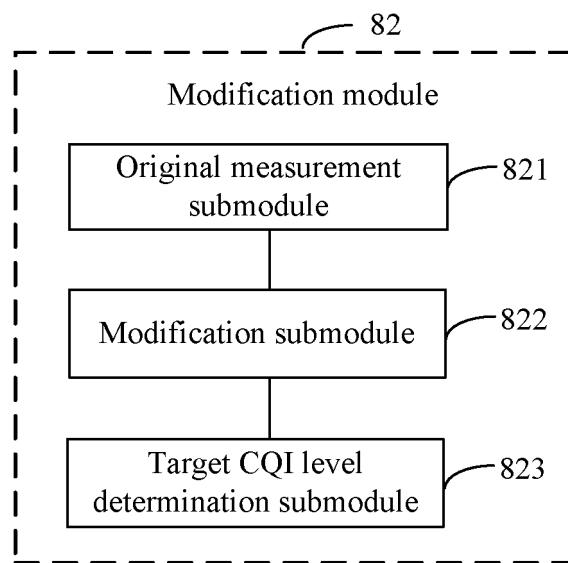 82
Modification module
Original measurement
submodule
821
Modification submodule
822
Target CQI level
determination submodule
823